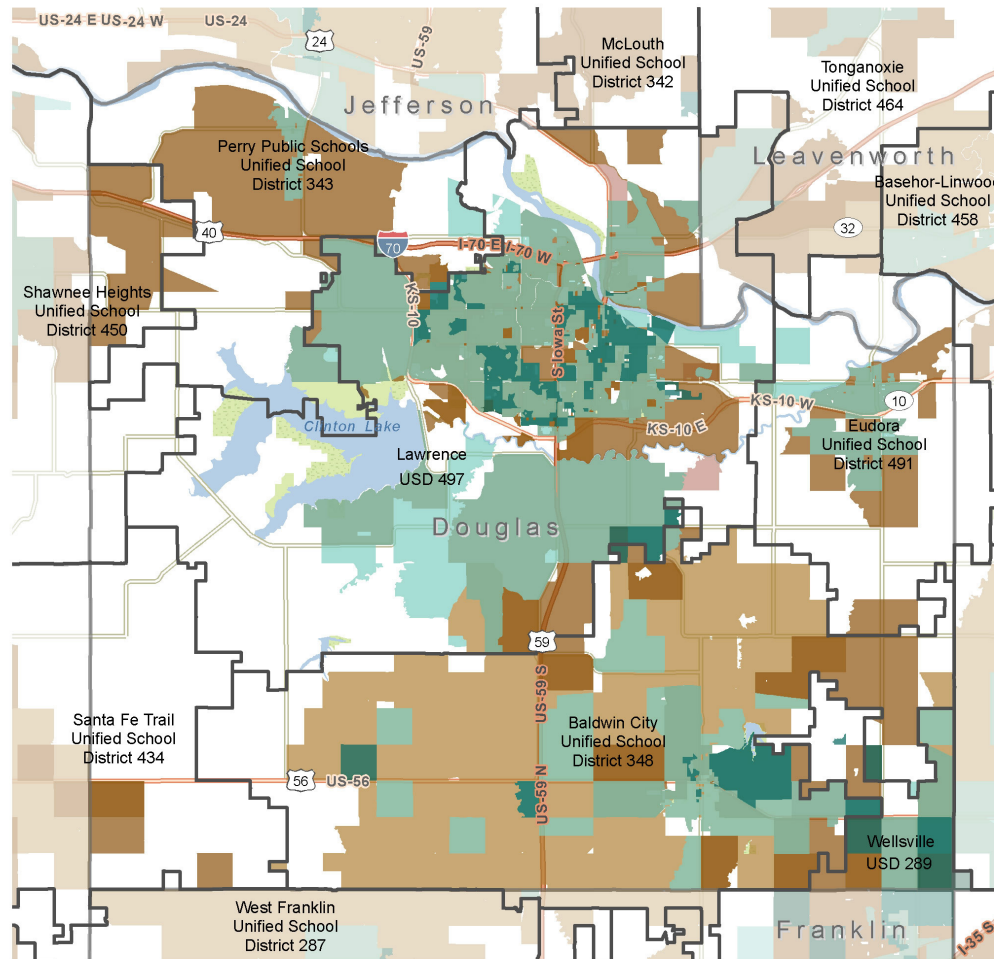 US-24 E US-24 W
US-24
24
US-59
McLouth
Unified School
District 342
Tonganoxie
Unified School
District 464
Jefferson
Perry Public Schools
Unified School
District 343
Leavenworth
Basehor-Linwood
Unified School
District 458
40
32
70
I-70 E I-70 W
Shawnee Heights
Unified School
District 450
KS-10
S Iowa St
KS-10 W
10
KS-10 E
Clinton Lake
Eudora
Unified School
District 491
Lawrence
USD 497
Douglas
59
US-59 S
Santa Fe Trail
Unified School
District 434
Baldwin City
Unified School
District 348
56
US-56
US-59 N
Wellsville
USD 289
West Franklin
Unified School
District 287
Franklin
I-35 S